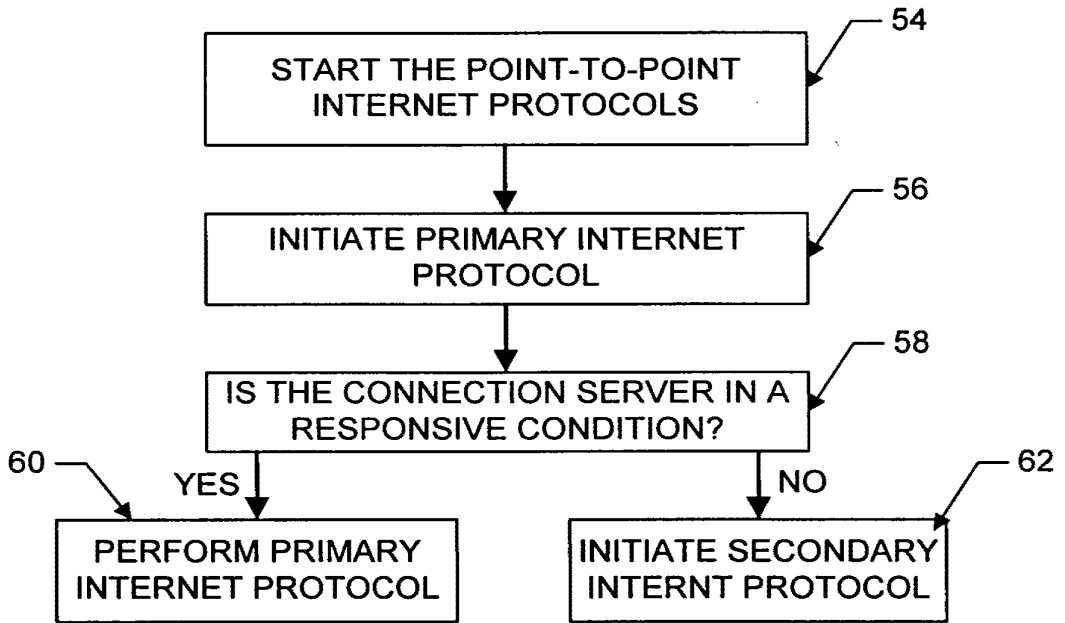 54
START THE POINT-TO-POINT
INTERNET PROTOCOLS
56
INITIATE PRIMARY INTERNET
PROTOCOL
58
IS THE CONNECTION SERVER IN A
RESPONSIVE CONDITION?
60
YES
NO
62
PERFORM PRIMARY
INTERNET PROTOCOL
INITIATE SECONDARY
INTERNT PROTOCOL